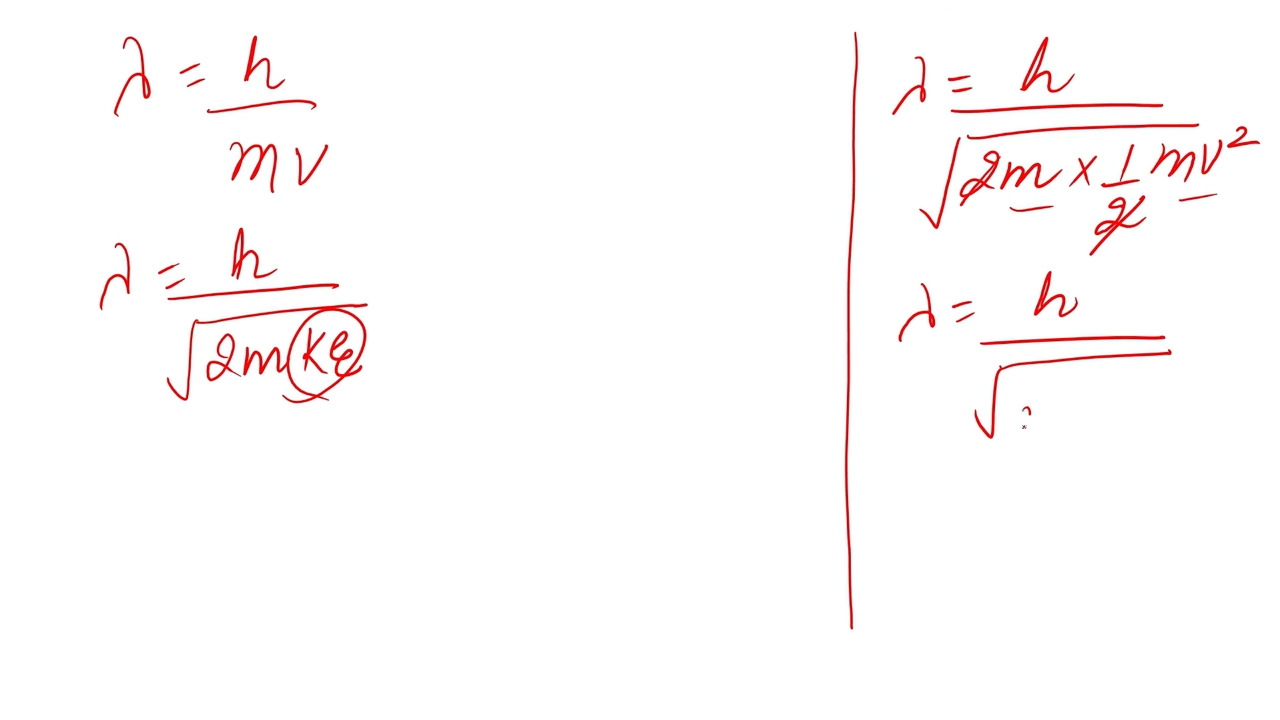 λ = h / mv
λ = h / √2m KE
λ = h / √2m × 1/2 mv²
λ = h / √